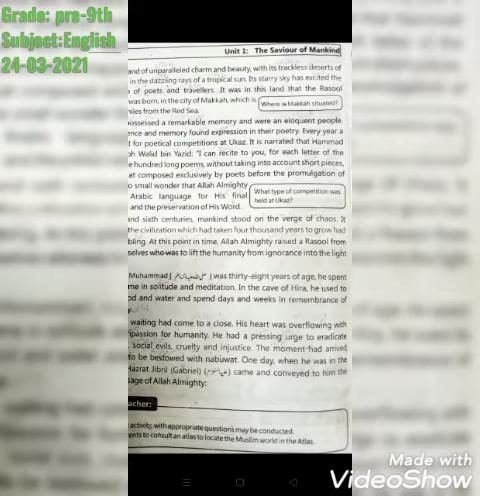 Grade: pre-9th
Subject:English
24-03-2021
Unit 1: The Saviour of Mankind
and of unparalleled charm and beauty, with its trackless deserts of
in the dazzling rays of a tropical sun. Its starry sky has excited the
of poets and travellers. It was in this land that the Rasool
was born, in the city of Makkah, which is
Where is Makkah situated?
miles from the Red Sea.
possessed a remarkable memory and were an eloquent people.
ence and memory found expression in their poetry. Every year a
d for poetical competitions at Ukaz. It is narrated that Hammad
oh Walid bin Yazid: "I can recite to you, for each letter of the
e hundred long poems, without taking into account short pieces,
at composed exclusively by poets before the promulgation of
o small wonder that Allah Almighty
What type of competition was
Arabic language for His final
held at Ukaz?
and the preservation of His Word.
and sixth centuries, mankind stood on the verge of chaos. It
the civilization which had taken four thousand years to grow had
bling. At this point in time, Allah Almighty raised a Rasool from
selves who was to lift the humanity from ignorance into the light
Muhammad was thirty-eight years of age, he spent
me in solitude and meditation. In the cave of Hira, he used to
od and water and spend days and weeks in remembrance of
y.
waiting had come to a close. His heart was overflowing with
passion for humanity. He had a pressing urge to eradicate
social evils, cruelty and injustice. The moment had arrived
to be bestowed with nabuwat. One day, when he was in the
Hazrat Jibril (Gabriel) came and conveyed to him the
sage of Allah Almighty:
acher:
activity, with appropriate questions may be conducted.
ents to consult an atlas to locate the Muslim world in the Atlas.
Made with
VideoShow